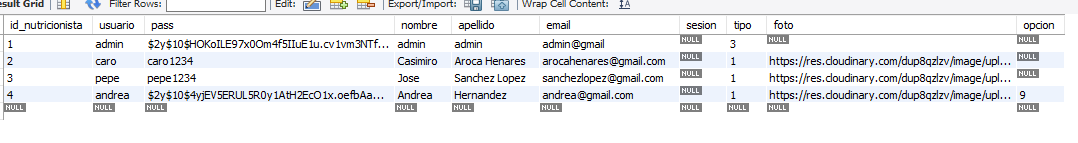 esult Grid Filter Rows: Edit: Export/Import: Wrap Cell Content: IA
id_nutricionista usuario pass nombre apellido email sesion tipo foto opcion
1 admin $2y$10$HOKoILE97x0Om4f5IIuE1u.cv1vm3NTf... admin admin admin@gmail NULL 3 NULL NULL
2 caro caro1234 Casimiro Aroca Henares arocahenares@gmail.com NULL 1 https://res.cloudinary.com/dup8qzlzv/image/upl... NULL
3 pepe pepe1234 Jose Sanchez Lopez sanchezlopez@gmail.com NULL 1 https://res.cloudinary.com/dup8qzlzv/image/upl... NULL
4 andrea $2y$10$4yjEV5ERUL5R0y1AtH2EcO1x.oefbAa... Andrea Hernandez andrea@gmail.com NULL 1 https://res.cloudinary.com/dup8qzlzv/image/upl... 9
NULL NULL NULL NULL NULL NULL NULL NULL NULL NULL